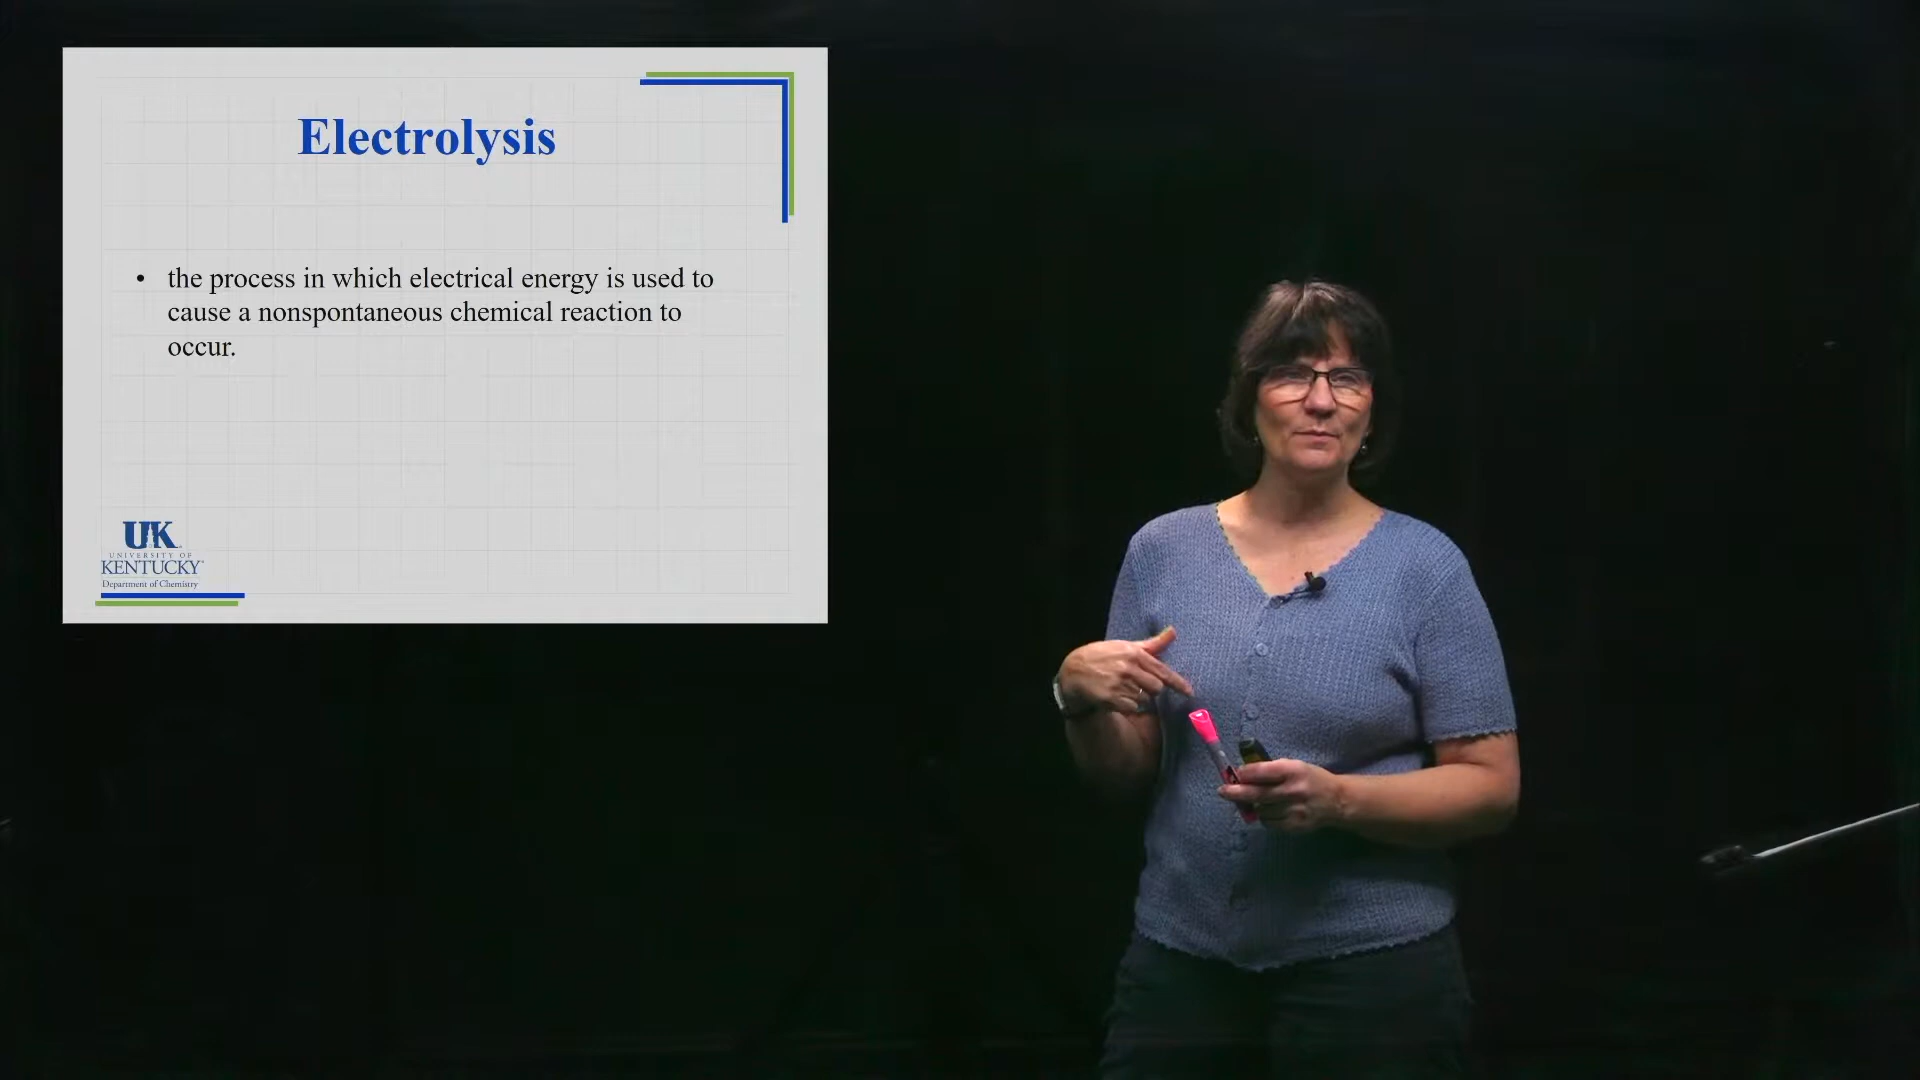 Electrolysis
• the process in which electrical energy is used to
cause a nonspontaneous chemical reaction to
occur.
UK
UNIVERSITY OF
KENTUCKY
Department of Chemistry